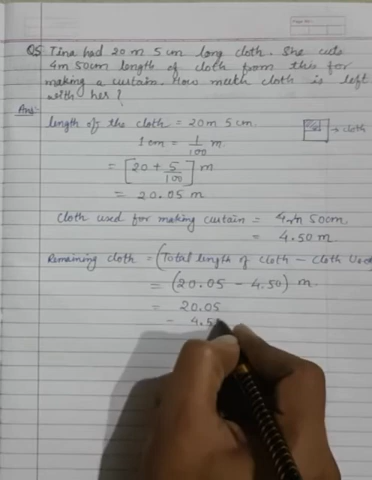 Q5 Tina had 20 m 5 cm long cloth. She cuts
4m 50cm length of cloth from this for
making a curtain. How much cloth is left
with her?
Ans:-
length of the cloth = 20m 5 cm.
1 cm = 1/100 m
→ cloth
= [20 + 5/100] m
= 20.05 m
Cloth used for making curtain = 4m 50cm
= 4.50 m
Remaining cloth = (Total length of cloth - cloth Used
= (20.05 - 4.50) m
= 20.05
- 4.5